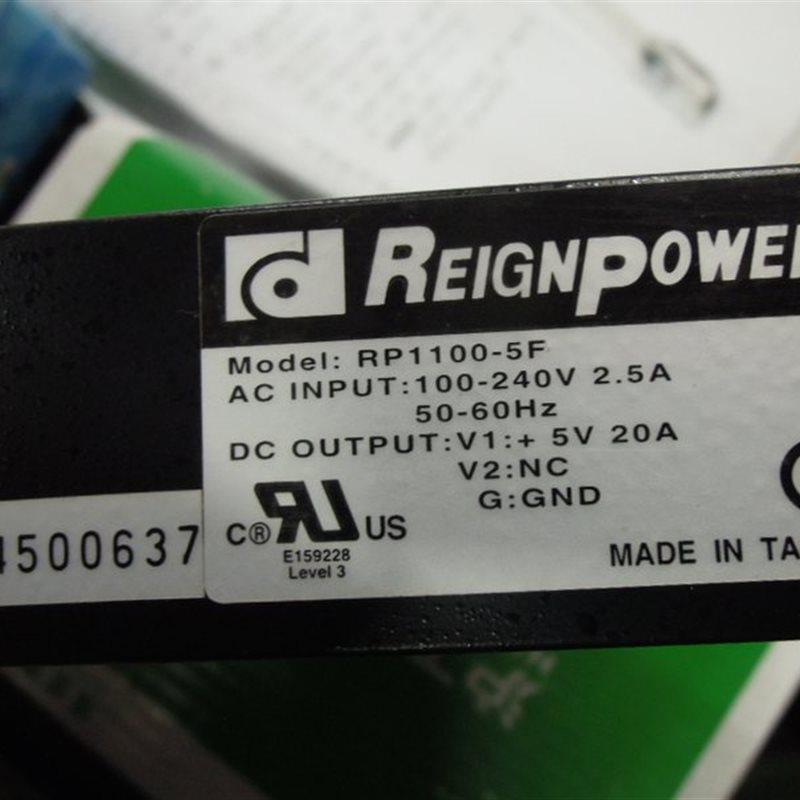 REIGNPOWE
Model: RP1100-5F
AC INPUT:100-240V 2.5A
50-60Hz
DC OUTPUT:V1:+ 5V 20A
V2:NC
G:GND
4500637
C ® US
E159228
Level 3
MADE IN TA